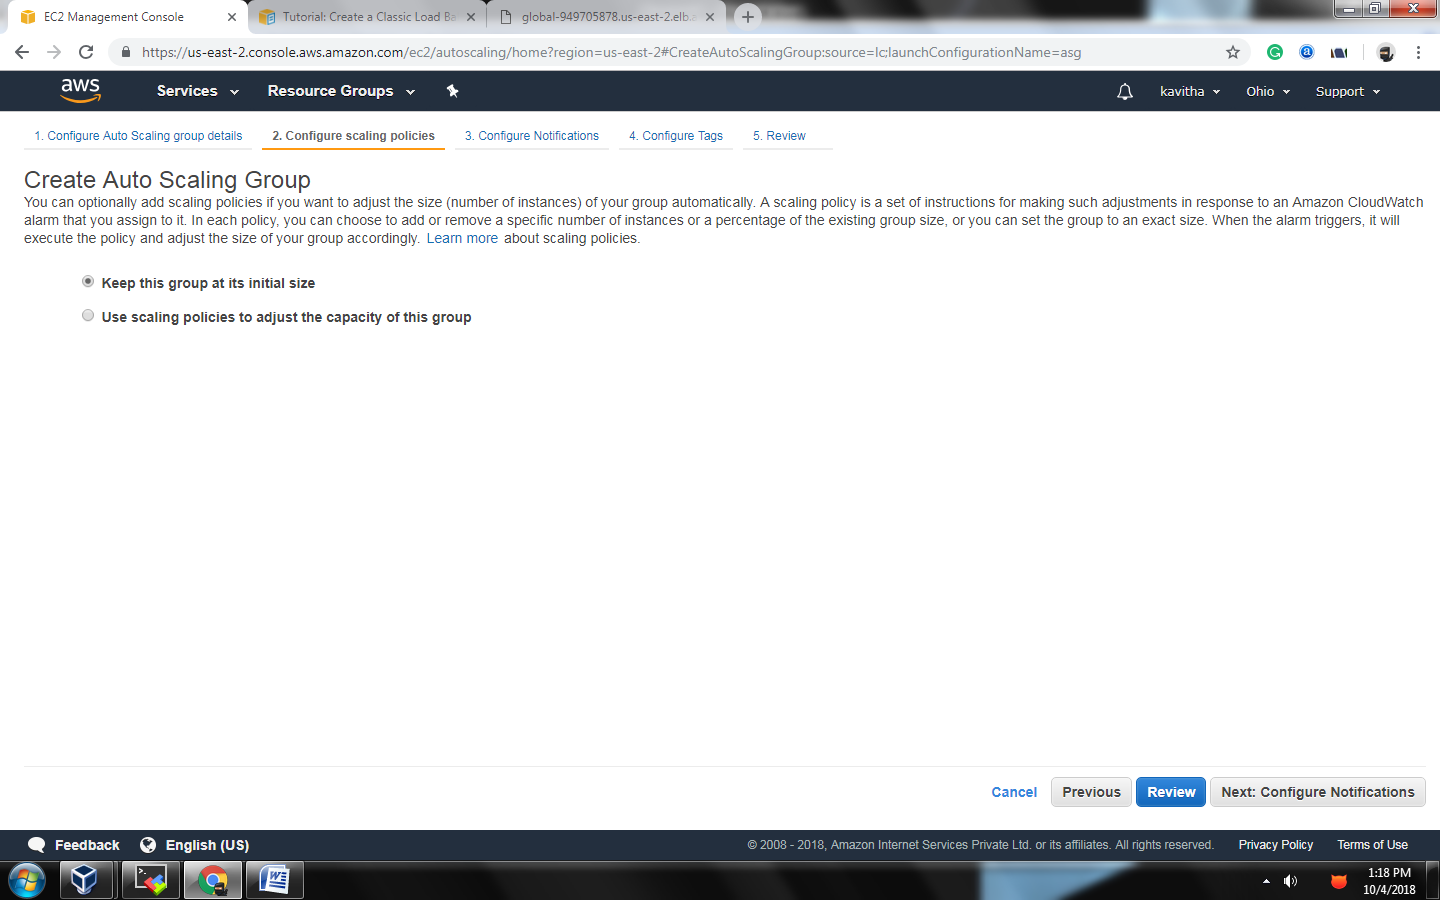 EC2 Management Console
Tutorial: Create a Classic Load Ba
global-949705878.us-east-2.elb.a
https://us-east-2.console.aws.amazon.com/ec2/autoscaling/home?region=us-east-2#CreateAutoScalingGroup:source=lc;launchConfigurationName=asg
aws Services Resource Groups kavitha Ohio Support
1. Configure Auto Scaling group details 2. Configure scaling policies 3. Configure Notifications 4. Configure Tags 5. Review
Create Auto Scaling Group
You can optionally add scaling policies if you want to adjust the size (number of instances) of your group automatically. A scaling policy is a set of instructions for making such adjustments in response to an Amazon CloudWatch
alarm that you assign to it. In each policy, you can choose to add or remove a specific number of instances or a percentage of the existing group size, or you can set the group to an exact size. When the alarm triggers, it will
execute the policy and adjust the size of your group accordingly. Learn more about scaling policies.
Keep this group at its initial size
Use scaling policies to adjust the capacity of this group
Cancel Previous Review Next: Configure Notifications
Feedback English (US) © 2008 - 2018, Amazon Internet Services Private Ltd. or its affiliates. All rights reserved. Privacy Policy Terms of Use
1:18 PM
10/4/2018